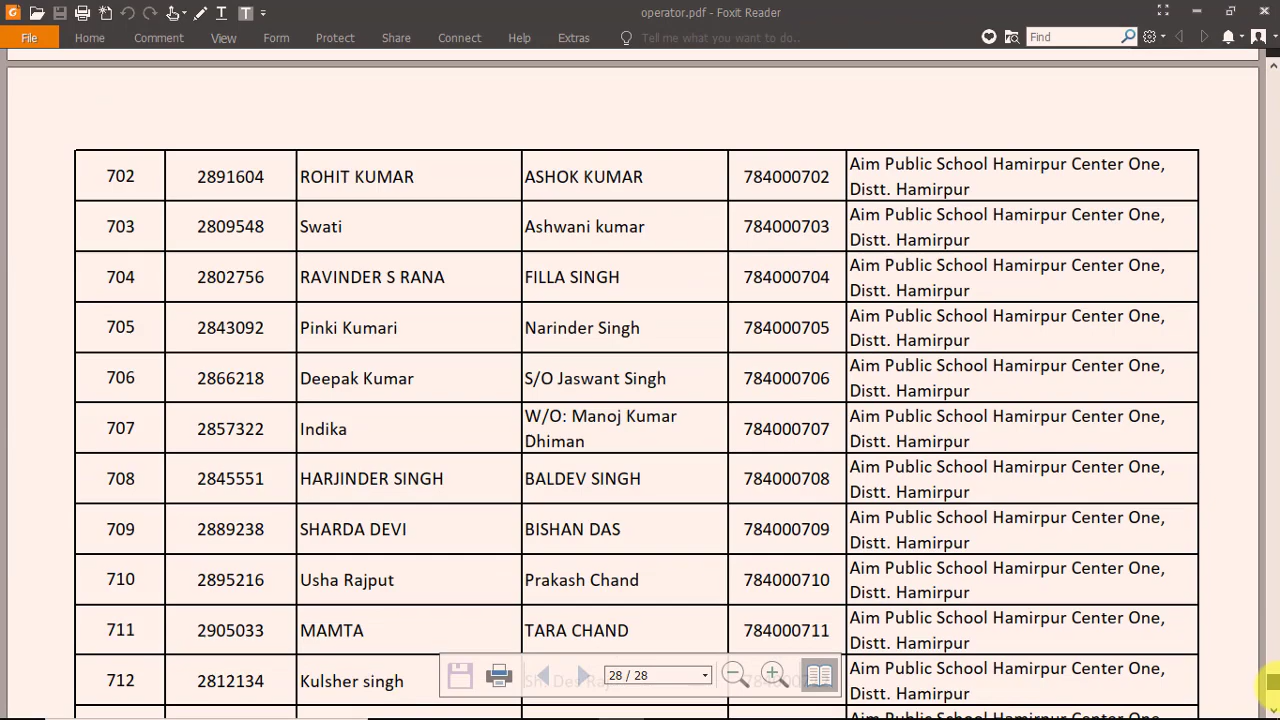 operator.pdf - Foxit Reader
File Home Comment View Form Protect Share Connect Help Extras Tell me what you want to do.. Find
702 2891604 ROHIT KUMAR ASHOK KUMAR 784000702 Aim Public School Hamirpur Center One,
Distt. Hamirpur
703 2809548 Swati Ashwani kumar 784000703 Aim Public School Hamirpur Center One,
Distt. Hamirpur
704 2802756 RAVINDER S RANA FILLA SINGH 784000704 Aim Public School Hamirpur Center One,
Distt. Hamirpur
705 2843092 Pinki Kumari Narinder Singh 784000705 Aim Public School Hamirpur Center One,
Distt. Hamirpur
706 2866218 Deepak Kumar S/O Jaswant Singh 784000706 Aim Public School Hamirpur Center One,
Distt. Hamirpur
707 2857322 Indika W/O: Manoj Kumar
Dhiman 784000707 Aim Public School Hamirpur Center One,
Distt. Hamirpur
708 2845551 HARJINDER SINGH BALDEV SINGH 784000708 Aim Public School Hamirpur Center One,
Distt. Hamirpur
709 2889238 SHARDA DEVI BISHAN DAS 784000709 Aim Public School Hamirpur Center One,
Distt. Hamirpur
710 2895216 Usha Rajput Prakash Chand 784000710 Aim Public School Hamirpur Center One,
Distt. Hamirpur
711 2905033 MAMTA TARA CHAND 784000711 Aim Public School Hamirpur Center One,
Distt. Hamirpur
712 2812134 Kulsher singh Aim Public School Hamirpur Center One,
Distt. Hamirpur
28 / 28